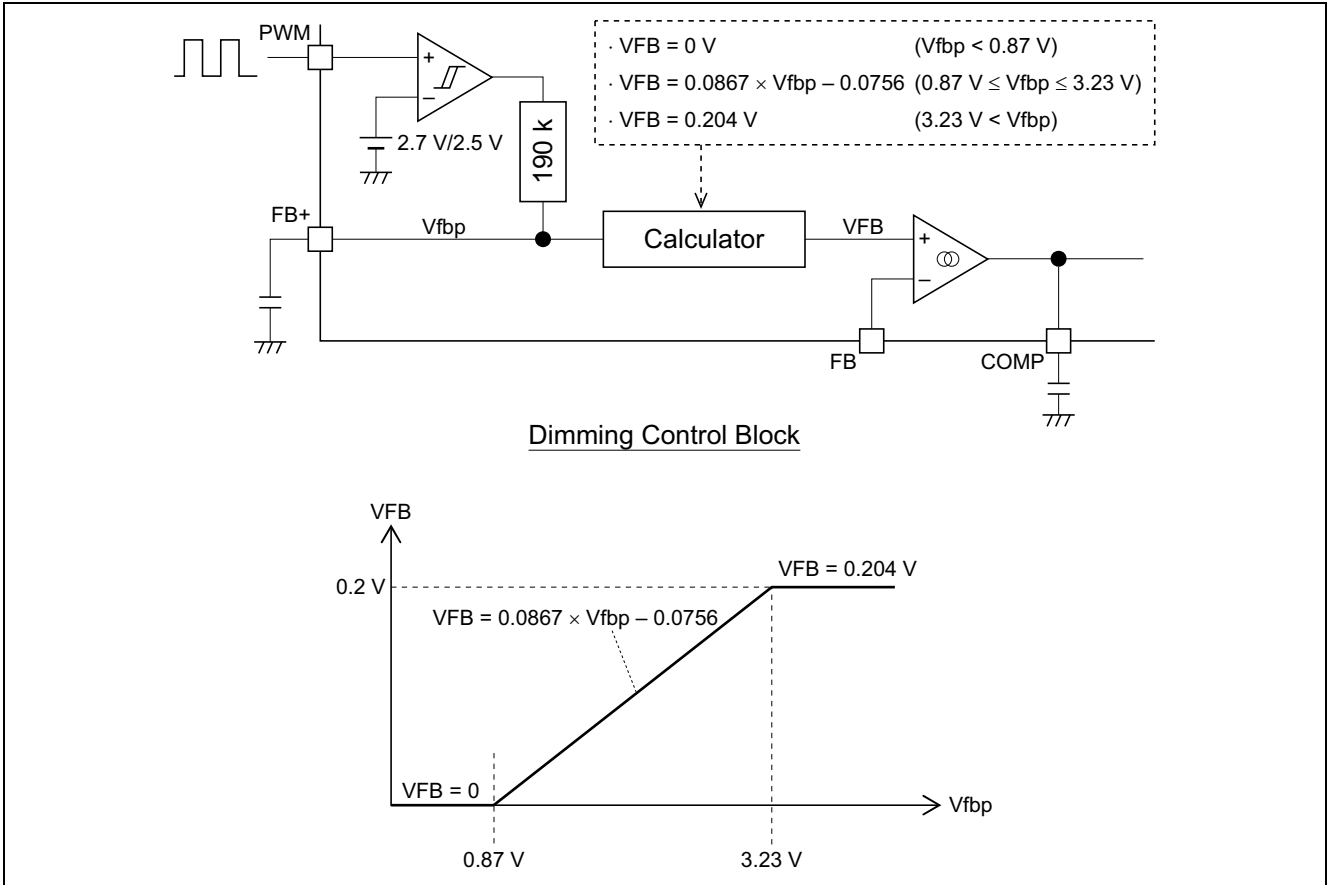 PWM
· VFB = 0 V (Vfbp < 0.87 V)
· VFB = 0.0867 × Vfbp – 0.0756 (0.87 V ≤ Vfbp ≤ 3.23 V)
· VFB = 0.204 V (3.23 V < Vfbp)
+
–
2.7 V/2.5 V
190 k
FB+
Vfbp
Calculator
VFB
+
–
FB
COMP
Dimming Control Block
VFB
VFB = 0.204 V
0.2 V
VFB = 0.0867 × Vfbp – 0.0756
VFB = 0
Vfbp
0.87 V
3.23 V